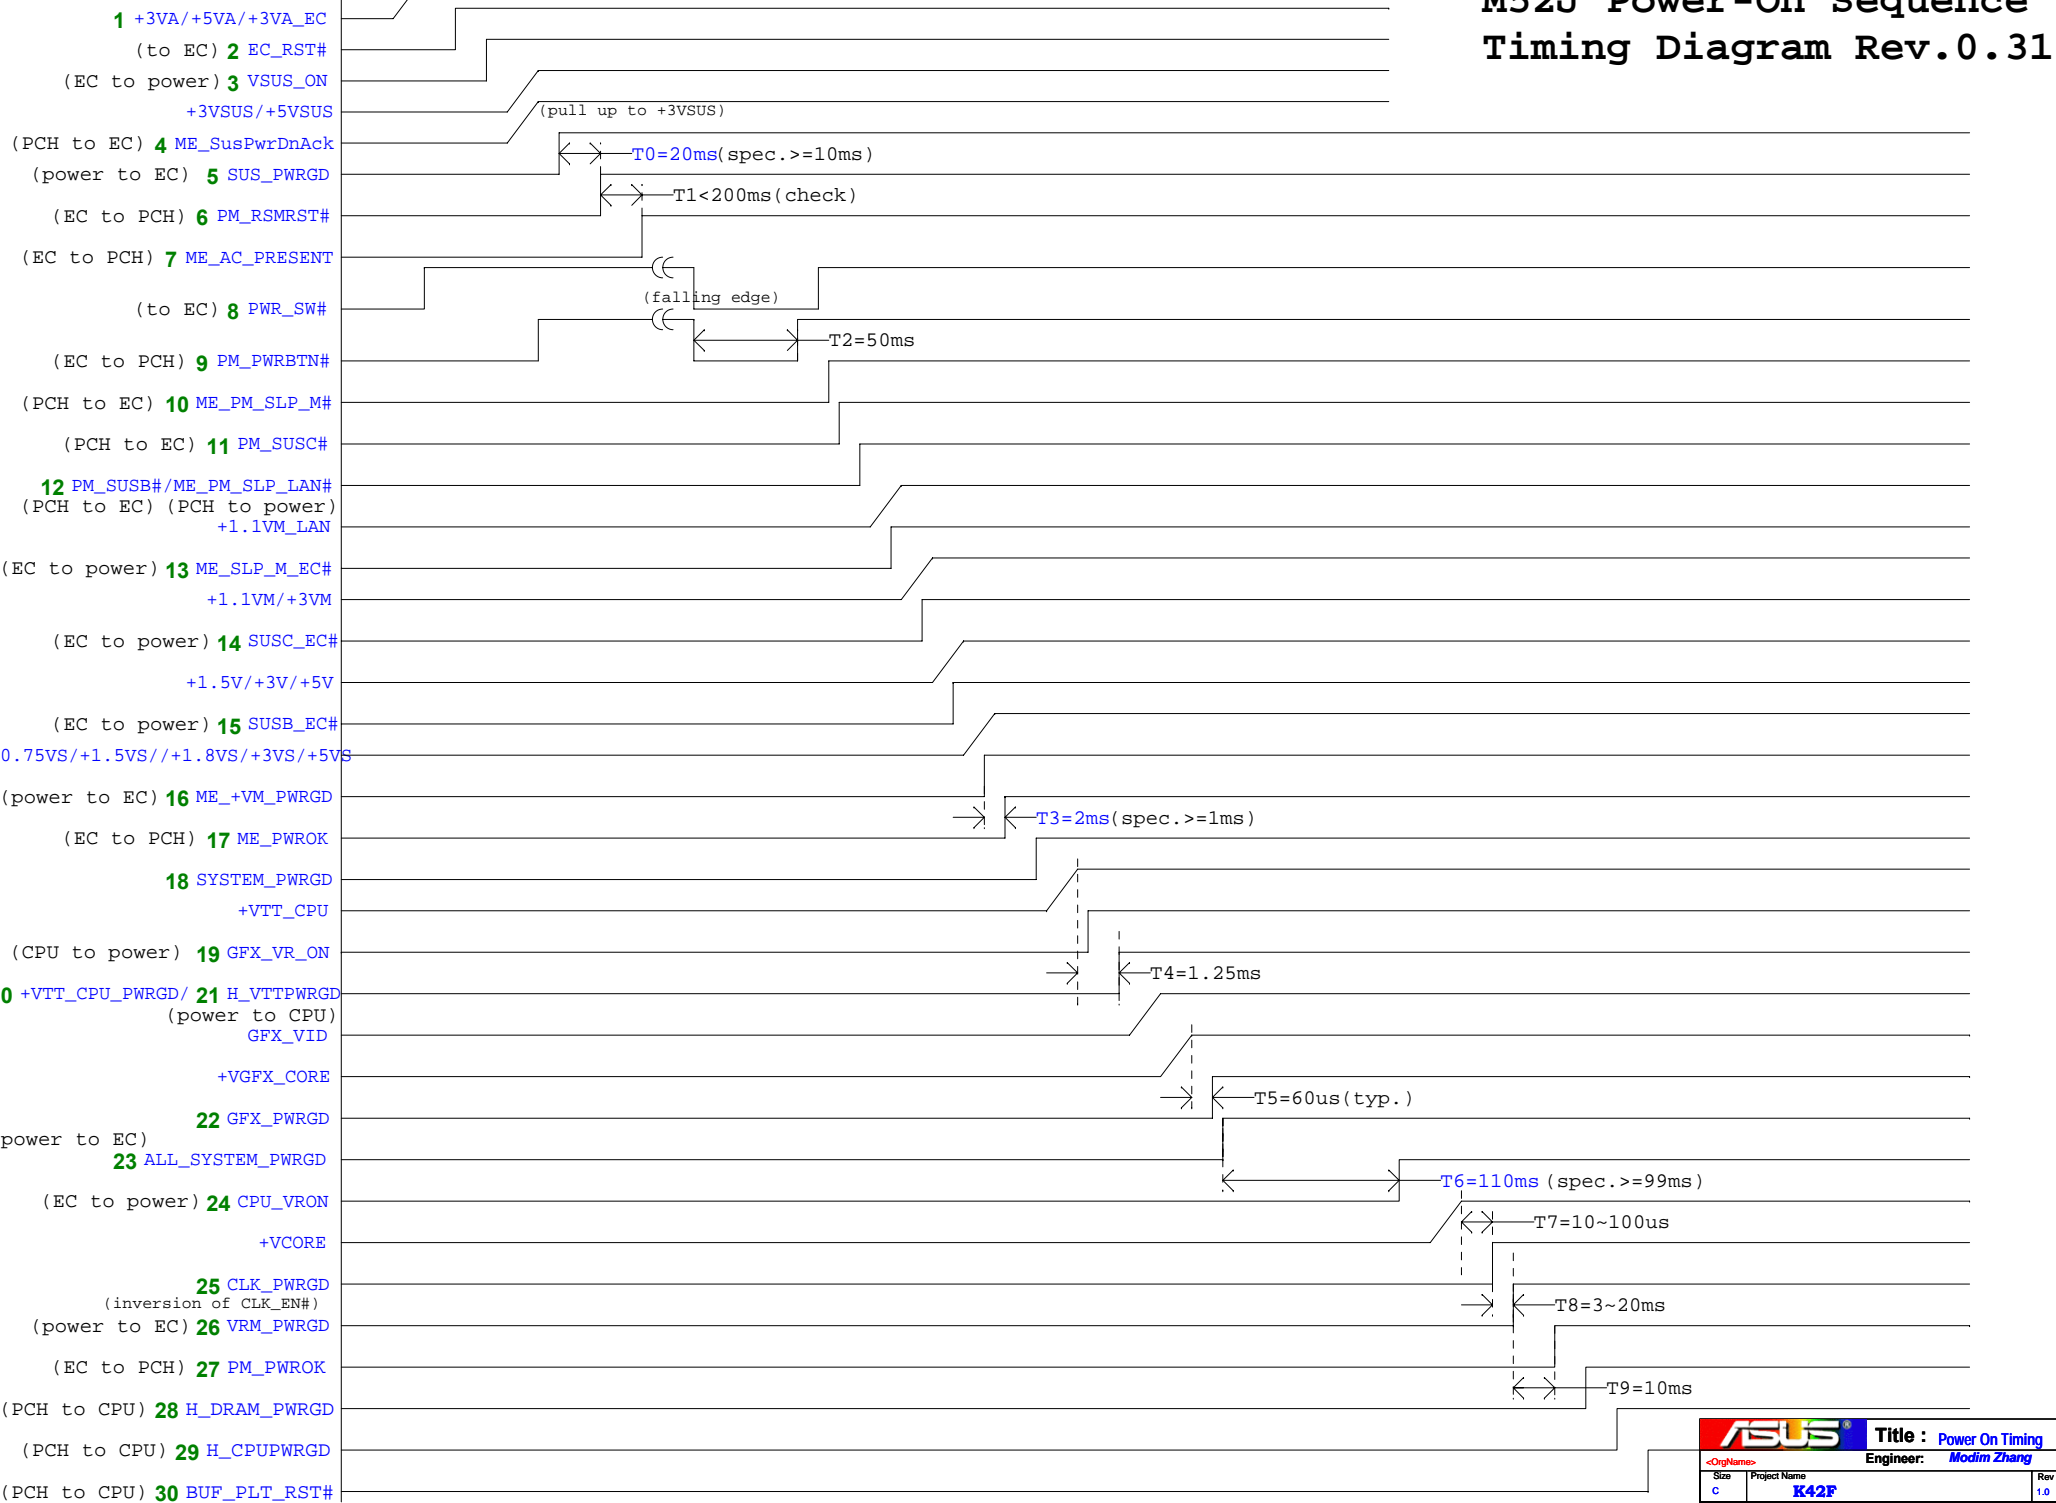 M52J Power-On Sequence
Timing Diagram Rev.0.31
1 +3VA/+5VA/+3VA_EC
(to EC) 2 EC_RST#
(EC to power) 3 VSUS_ON
+3VSUS/+5VSUS
(pull up to +3VSUS)
(PCH to EC) 4 ME_SusPwrDnAck
T0=20ms(spec.>=10ms)
(power to EC) 5 SUS_PWRGD
T1<200ms(check)
(EC to PCH) 6 PM_RSMRST#
(EC to PCH) 7 ME_AC_PRESENT
(falling edge)
(to EC) 8 PWR_SW#
T2=50ms
(EC to PCH) 9 PM_PWRBTN#
(PCH to EC) 10 ME_PM_SLP_M#
(PCH to EC) 11 PM_SUSC#
12 PM_SUSB#/ME_PM_SLP_LAN#
(PCH to EC) (PCH to power)
+1.1VM_LAN
(EC to power) 13 ME_SLP_M_EC#
+1.1VM/+3VM
(EC to power) 14 SUSC_EC#
+1.5V/+3V/+5V
(EC to power) 15 SUSB_EC#
0.75VS/+1.5VS//+1.8VS/+3VS/+5VS
(power to EC) 16 ME_+VM_PWRGD
T3=2ms(spec.>=1ms)
(EC to PCH) 17 ME_PWROK
18 SYSTEM_PWRGD
+VTT_CPU
(CPU to power) 19 GFX_VR_ON
T4=1.25ms
0 +VTT_CPU_PWRGD/ 21 H_VTTPWRGD
(power to CPU)
GFX_VID
+VGFX_CORE
T5=60us(typ.)
22 GFX_PWRGD
power to EC)
23 ALL_SYSTEM_PWRGD
T6=110ms (spec.>=99ms)
(EC to power) 24 CPU_VRON
T7=10~100us
+VCORE
25 CLK_PWRGD
(inversion of CLK_EN#)
T8=3~20ms
(power to EC) 26 VRM_PWRGD
(EC to PCH) 27 PM_PWROK
T9=10ms
(PCH to CPU) 28 H_DRAM_PWRGD
(PCH to CPU) 29 H_CPUPWRGD
(PCH to CPU) 30 BUF_PLT_RST#
ASUS ® Title : Power On Timing
<OrgName> Engineer: Modim Zhang
Size Project Name Rev
C K42F 1.0